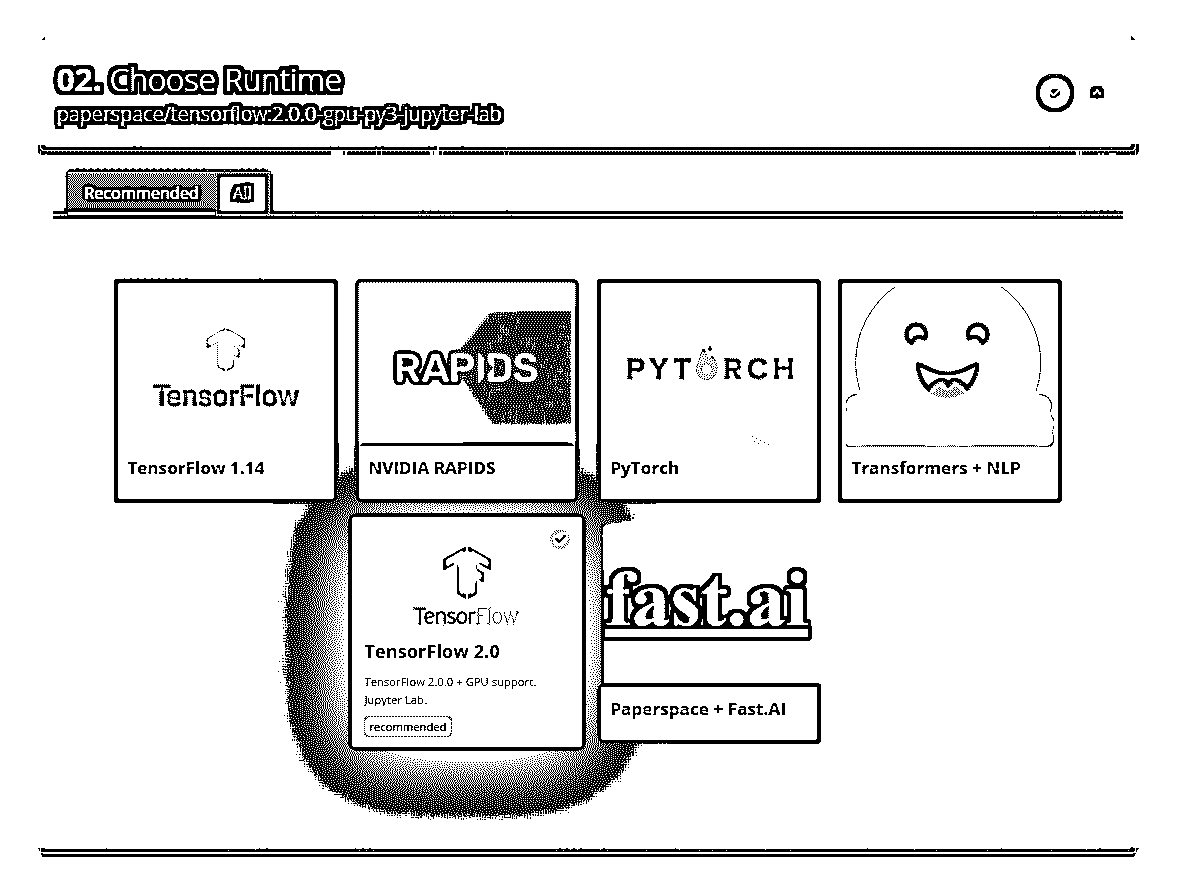 02. Choose Runtime
paperspace/tensorflow:2.0.0-gpu-py3-jupyter-lab
Recommended All
TensorFlow
RAPIDS
PYTORCH
TensorFlow 1.14
NVIDIA RAPIDS
PyTorch
Transformers + NLP
TensorFlow
fast.ai
TensorFlow 2.0
TensorFlow 2.0.0 + GPU support.
Jupyter Lab.
recommended
Paperspace + Fast.AI